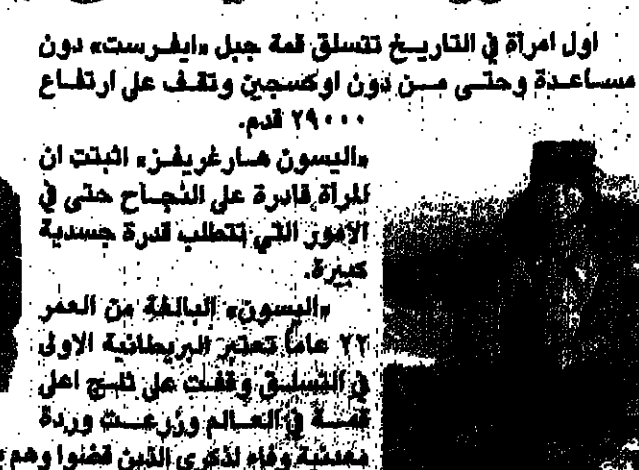 اول امرأة في التاريخ تتسلق قمة جبل «ايفرست» دون
مساعدة وحتى من دون اوكسجين وتقف على ارتفاع
٢٩٠٠٠ قدم.
«اليسون هارغريفز» اثبتت ان
المرأة قادرة على النجاح حتى في
الامور التي تتطلب قدرة جسدية
كبيرة.
«اليسون» البالغة من العمر
٢٢ عاماً تعتبر البريطانية الاولى
في التسلق وقفت على ثلج اعلى
قمة في العالم وزرعت وردة
معدنية وفاء لذكرى الذين قضوا وهم